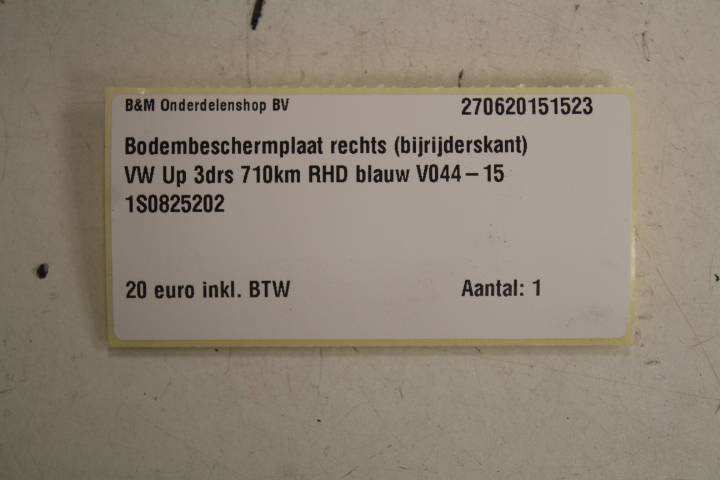 B&M Onderdelenshop BV 270620151523
Bodembeschermplaat rechts (bijrijderskant)
VW Up 3drs 710km RHD blauw V044-15
1S0825202
20 euro inkl. BTW Aantal: 1